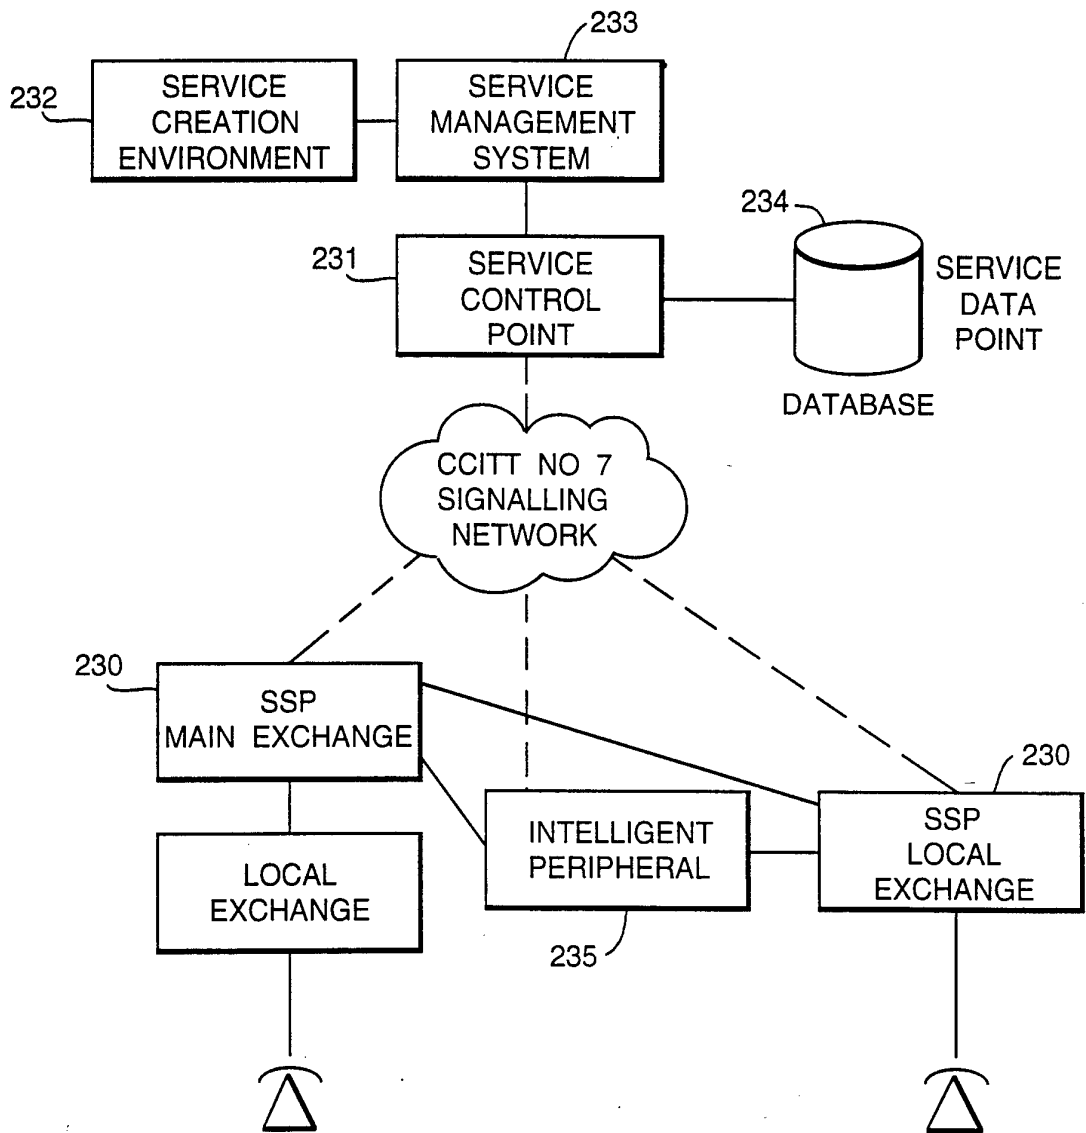 233
232
SERVICE
CREATION
ENVIRONMENT
SERVICE
MANAGEMENT
SYSTEM
234
231
SERVICE
CONTROL
POINT
SERVICE
DATA
POINT
DATABASE
CCITT NO 7
SIGNALLING
NETWORK
230
SSP
MAIN EXCHANGE
230
INTELLIGENT
PERIPHERAL
SSP
LOCAL
EXCHANGE
LOCAL
EXCHANGE
235